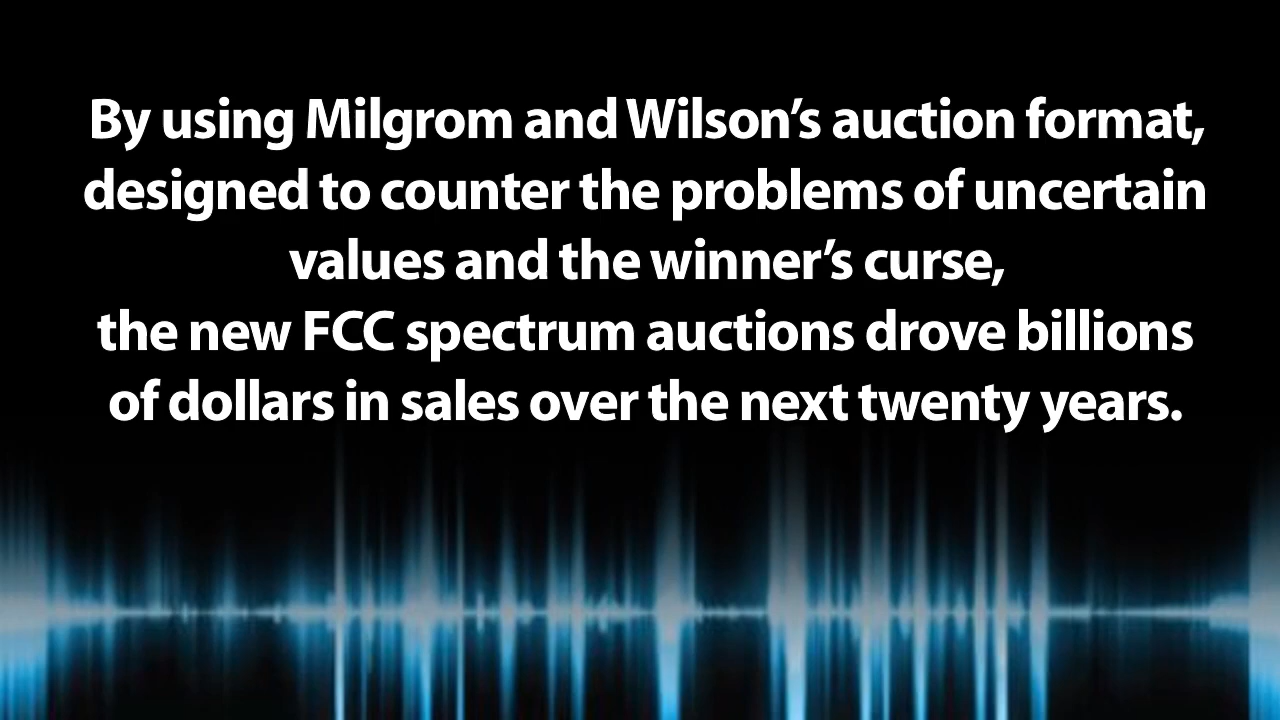 By using Milgrom and Wilson’s auction format,
designed to counter the problems of uncertain
values and the winner’s curse,
the new FCC spectrum auctions drove billions
of dollars in sales over the next twenty years.